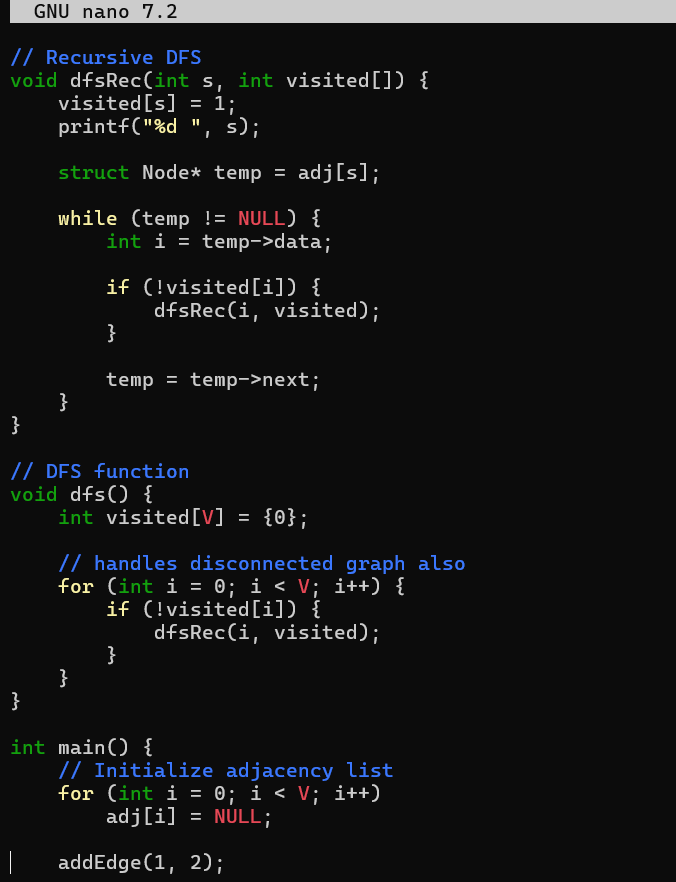 GNU nano 7.2
// Recursive DFS
void dfsRec(int s, int visited[]) {
    visited[s] = 1;
    printf("%d ", s);
    struct Node* temp = adj[s];
    while (temp != NULL) {
        int i = temp->data;
        if (!visited[i]) {
            dfsRec(i, visited);
        }
        temp = temp->next;
    }
}
// DFS function
void dfs() {
    int visited[V] = {0};
    // handles disconnected graph also
    for (int i = 0; i < V; i++) {
        if (!visited[i]) {
            dfsRec(i, visited);
        }
    }
}
int main() {
    // Initialize adjacency list
    for (int i = 0; i < V; i++)
        adj[i] = NULL;
    addEdge(1, 2);